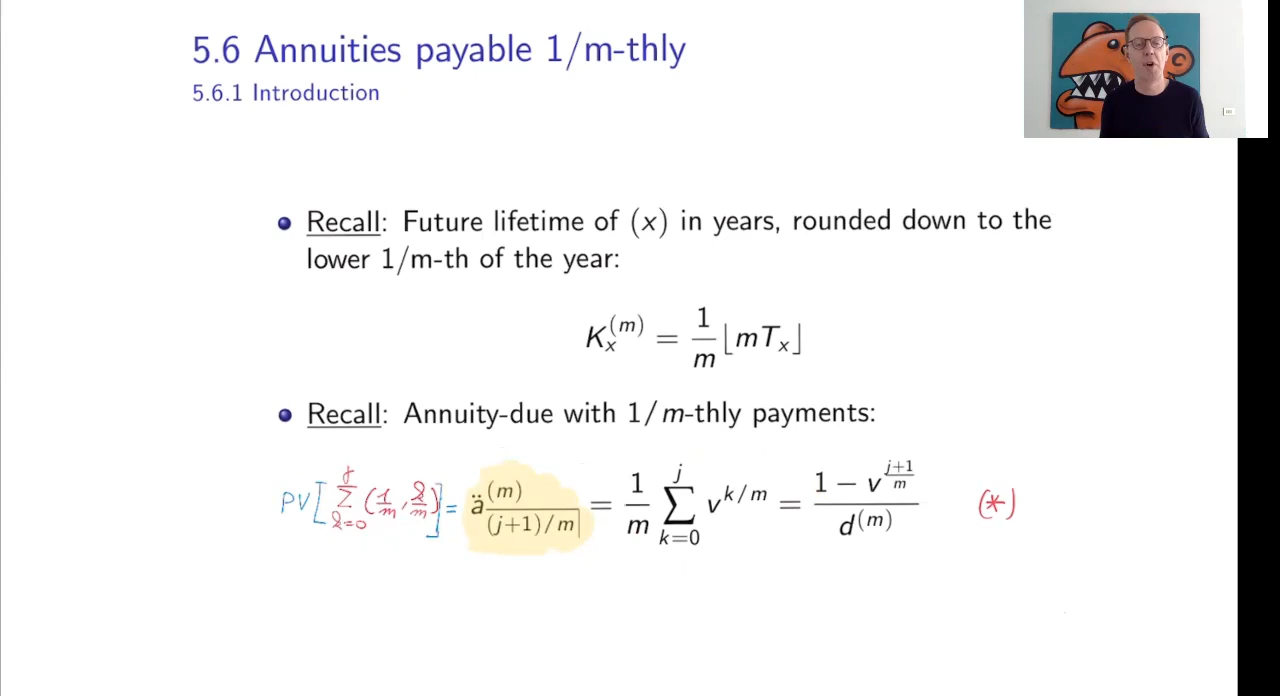 5.6 Annuities payable 1/m-thly
5.6.1 Introduction
Recall: Future lifetime of (x) in years, rounded down to the
lower 1/m-th of the year:
K_x^{(m)} = \frac{1}{m} ⌊mT_x⌋
Recall: Annuity-due with 1/m-thly payments:
PV[\sum_{k=0}^{j} (\frac{1}{m}, \frac{k}{m})] = ä^{(m)}_{\overline{(j+1)/m|}} = \frac{1}{m} \sum_{k=0}^{j} v^{k/m} = \frac{1 - v^{\frac{j+1}{m}}}{d^{(m)}} (*)